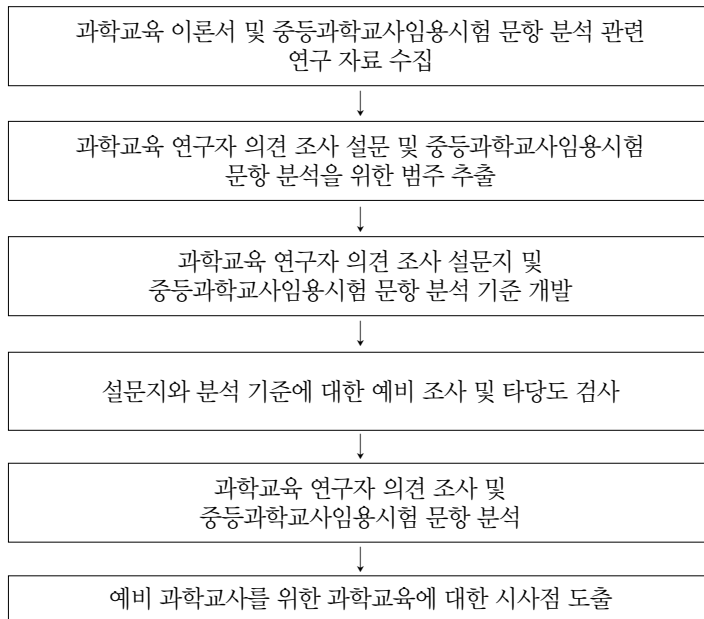 과학교육 이론서 및 중등과학교사임용시험 문항 분석 관련
연구 자료 수집
↓
과학교육 연구자 의견 조사 설문 및 중등과학교사임용시험
문항 분석을 위한 범주 추출
↓
과학교육 연구자 의견 조사 설문지 및
중등과학교사임용시험 문항 분석 기준 개발
↓
설문지와 분석 기준에 대한 예비 조사 및 타당도 검사
↓
과학교육 연구자 의견 조사 및
중등과학교사임용시험 문항 분석
↓
예비 과학교사를 위한 과학교육에 대한 시사점 도출